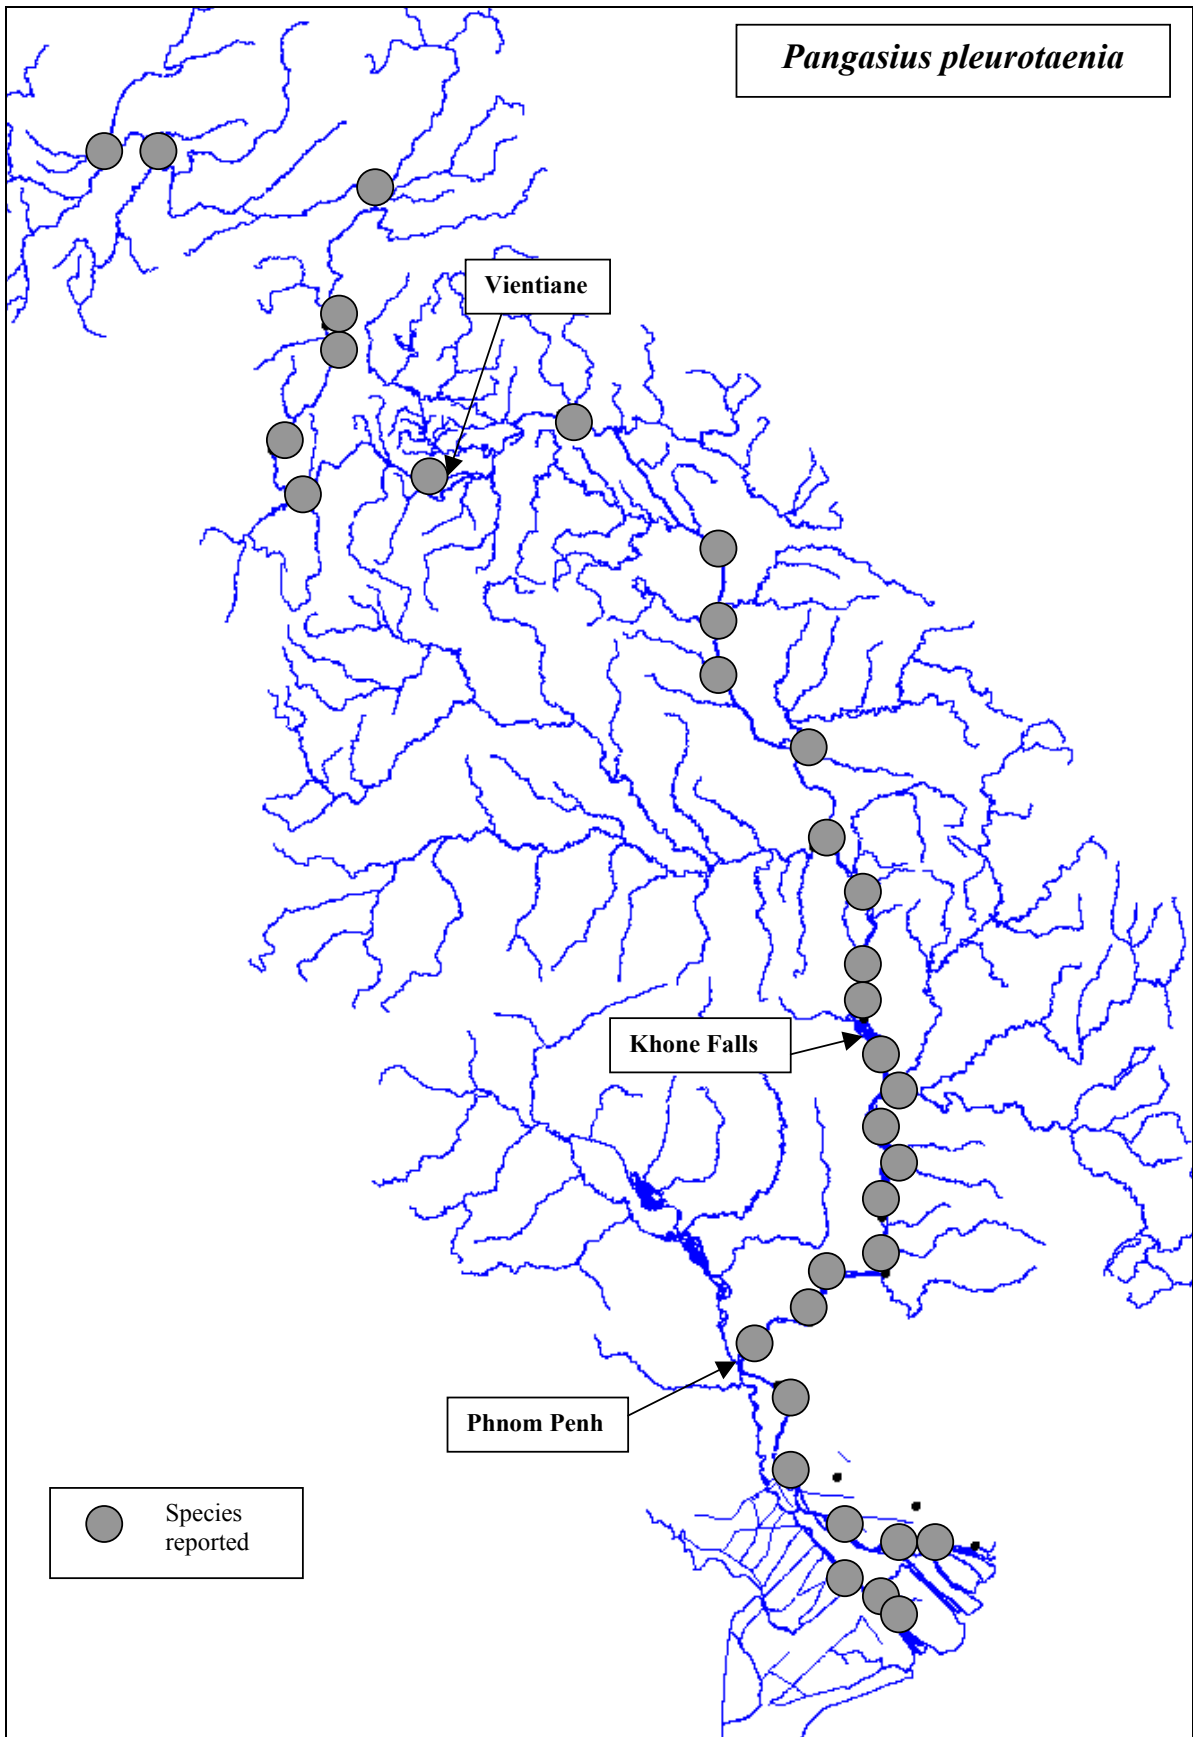 Pangasius pleurotaenia
Vientiane
Khone Falls
Phnom Penh
Species
reported